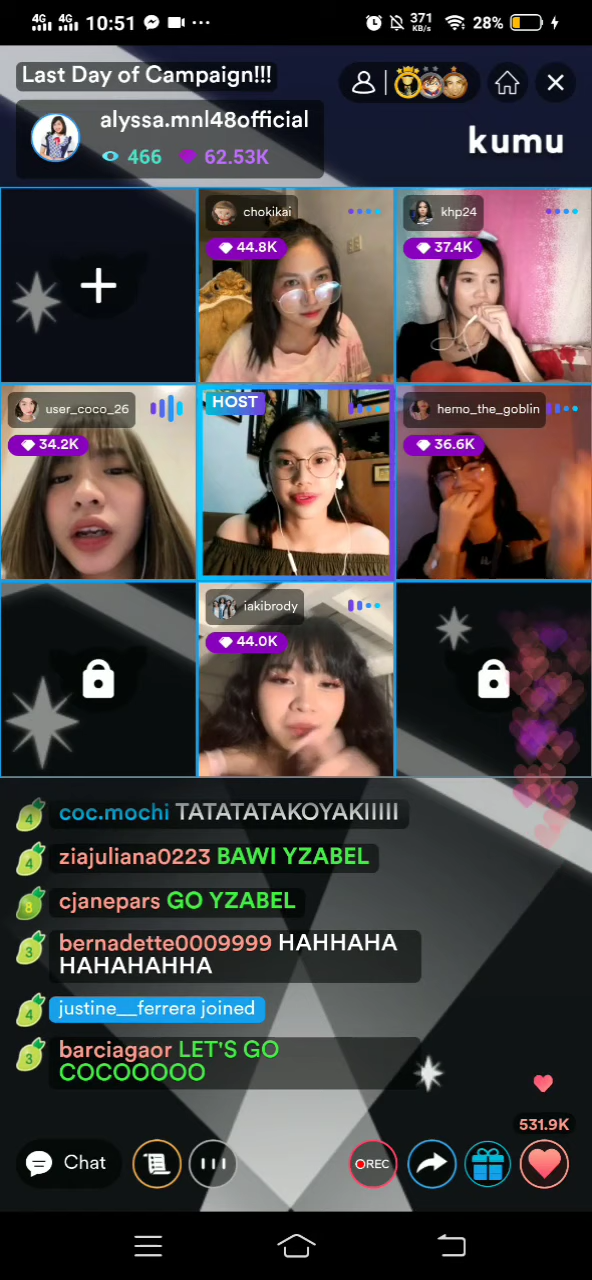 4G 4G 10:51 ... 371 KB/s 28%
Last Day of Campaign!!!
alyssa.mnl48official
466 62.53K
kumu
chokikai
44.8K
khp24
37.4K
user_coco_26
34.2K
HOST
hemo_the_goblin
36.6K
iakibrody
44.0K
4 coc.mochi TATATATAKOYAKIIIII
4 ziajuliana0223 BAWI YZABEL
8 cjanepars GO YZABEL
3 bernadette0009999 HAHHAHA
HAHAHAHHA
4 justine__ferrera joined
3 barciagaor LET'S GO
COCOOOOO
531.9K
Chat
REC